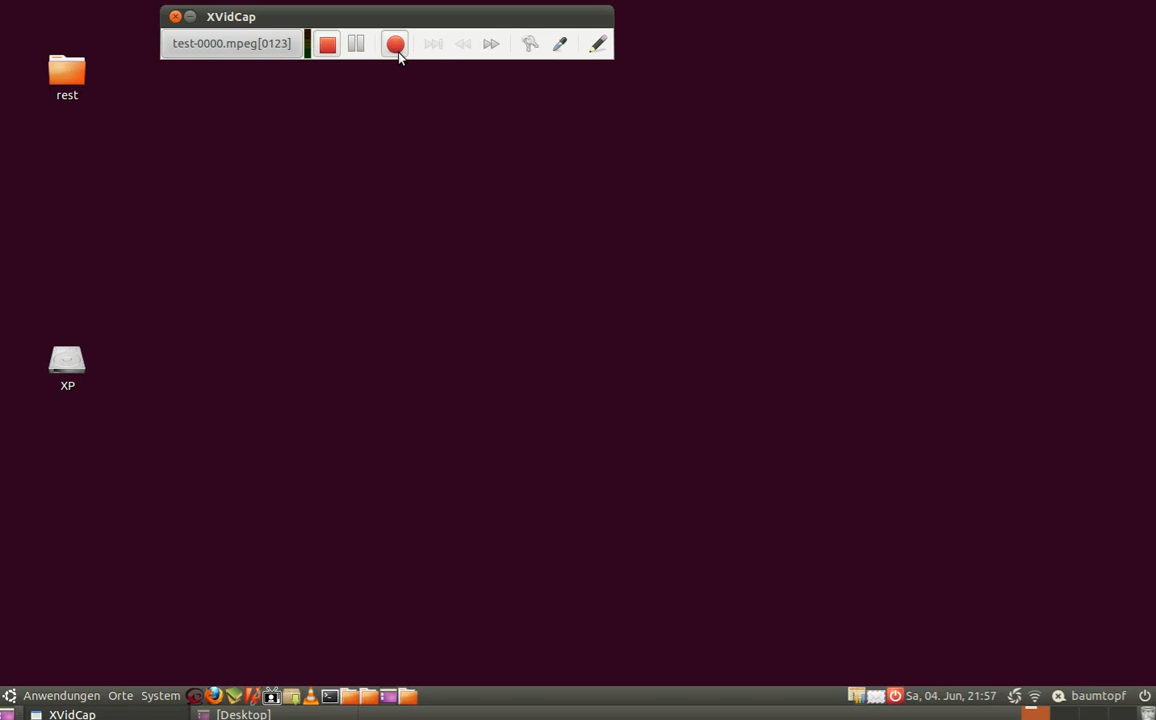 XVidCap
test-0000.mpeg[0123]
rest
XP
Anwendungen Orte System
Sa, 04. Jun, 21:57
baumtopf
XVidCap
[Desktop]